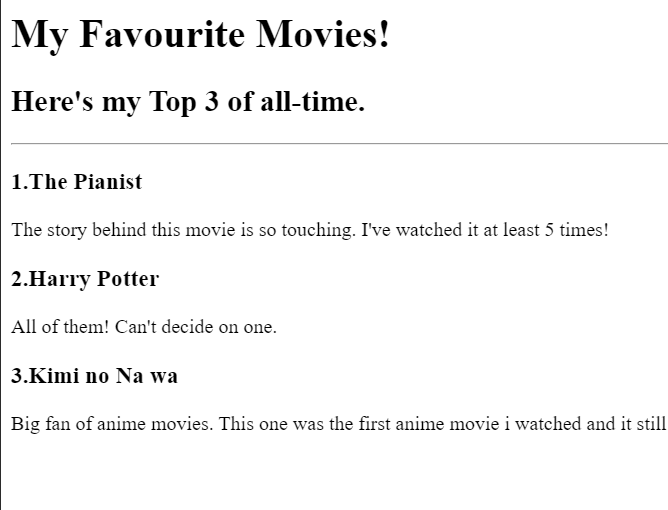 My Favourite Movies!
Here's my Top 3 of all-time.
1.The Pianist
The story behind this movie is so touching. I've watched it at least 5 times!
2.Harry Potter
All of them! Can't decide on one.
3.Kimi no Na wa
Big fan of anime movies. This one was the first anime movie i watched and it still